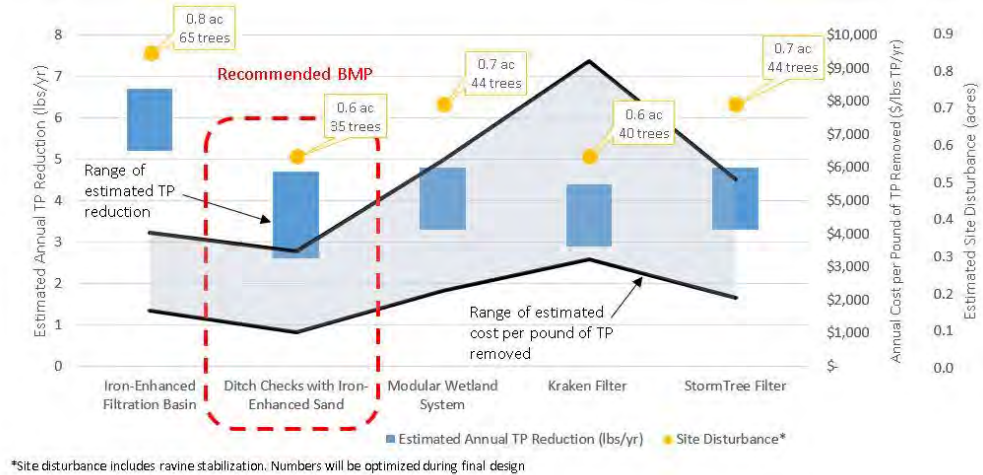 0.8 ac
65 trees
Recommended BMP
0.6 ac
35 trees
0.7 ac
44 trees
0.6 ac
40 trees
0.7 ac
44 trees
Range of
estimated TP
reduction
Range of estimated
cost per pound of TP
removed
Estimated Annual TP Reduction (lbs/yr)
8
7
6
5
4
3
2
1
0
$10,000
$9,000
$8,000
$7,000
$6,000
$5,000
$4,000
$3,000
$2,000
$1,000
$-
Annual Cost per Pound of TP Removed ($/lbs TP/yr)
0.9
0.8
0.7
0.6
0.5
0.4
0.3
0.2
0.1
0.0
Estimated Site Disturbance (acres)
Iron-Enhanced
Filtration Basin
Ditch Checks with Iron-
Enhanced Sand
Modular Wetland
System
Kraken Filter
StormTree Filter
Estimated Annual TP Reduction (lbs/yr)
Site Disturbance*
*Site disturbance includes ravine stabilization. Numbers will be optimized during final design